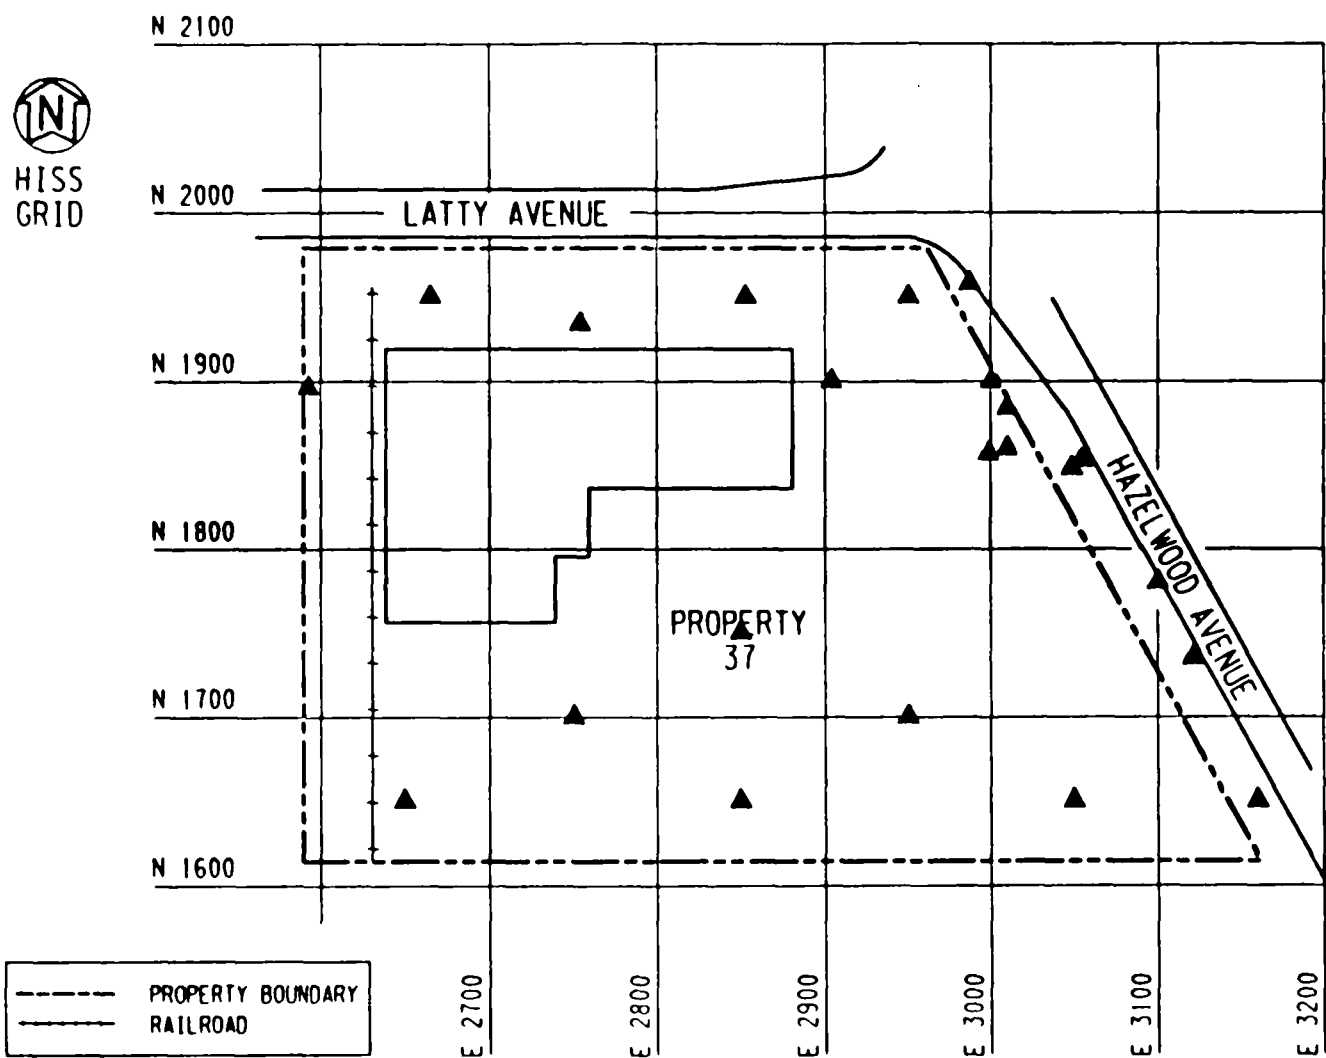 N 2100
N
HISS
GRID
N 2000
LATTY AVENUE
N 1900
N 1800
HAZELWOOD AVENUE
PROPERTY
37
N 1700
N 1600
PROPERTY BOUNDARY
RAILROAD
E 2700
E 2800
E 2900
E 3000
E 3100
E 3200